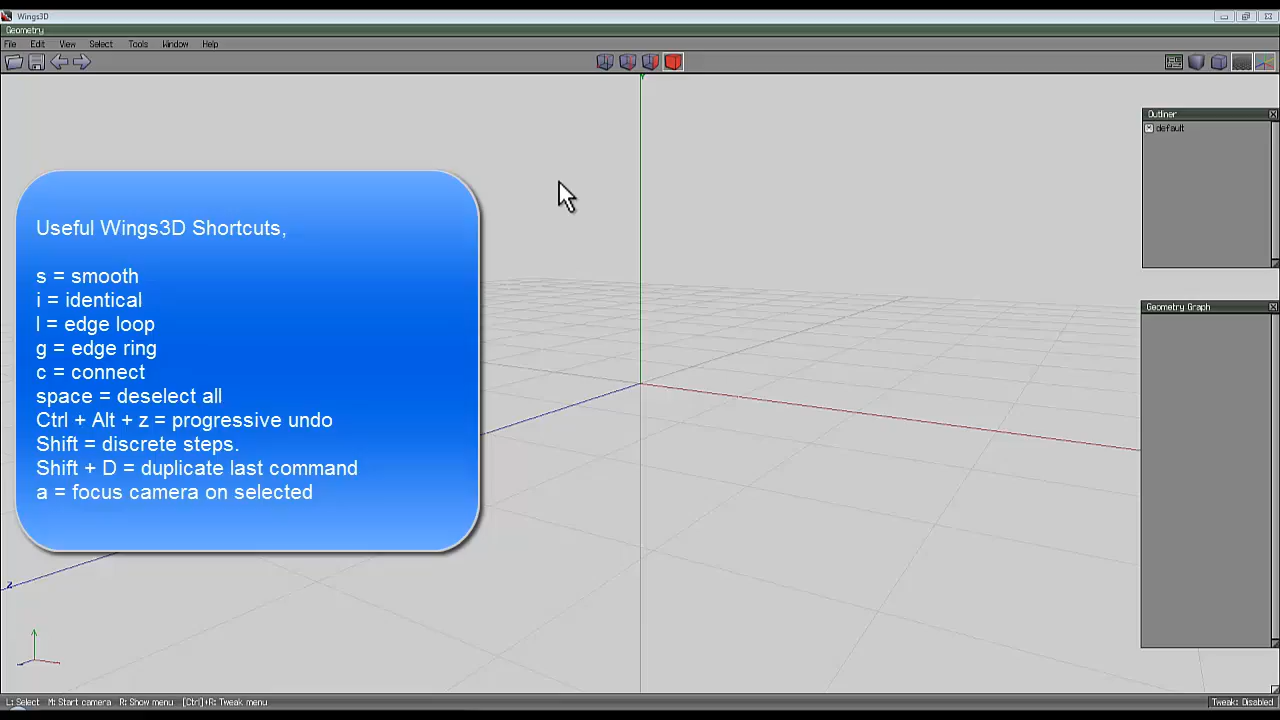 Wings3D
Geometry
File Edit View Select Tools Window Help
Y
Outliner
default
Useful Wings3D Shortcuts,
s = smooth
i = identical
l = edge loop
g = edge ring
c = connect
space = deselect all
Ctrl + Alt + z = progressive undo
Shift = discrete steps.
Shift + D = duplicate last command
a = focus camera on selected
Geometry Graph
Z
L: Select M: Start camera R: Show menu [Ctrl]+R: Tweak menu
Tweak: Disabled